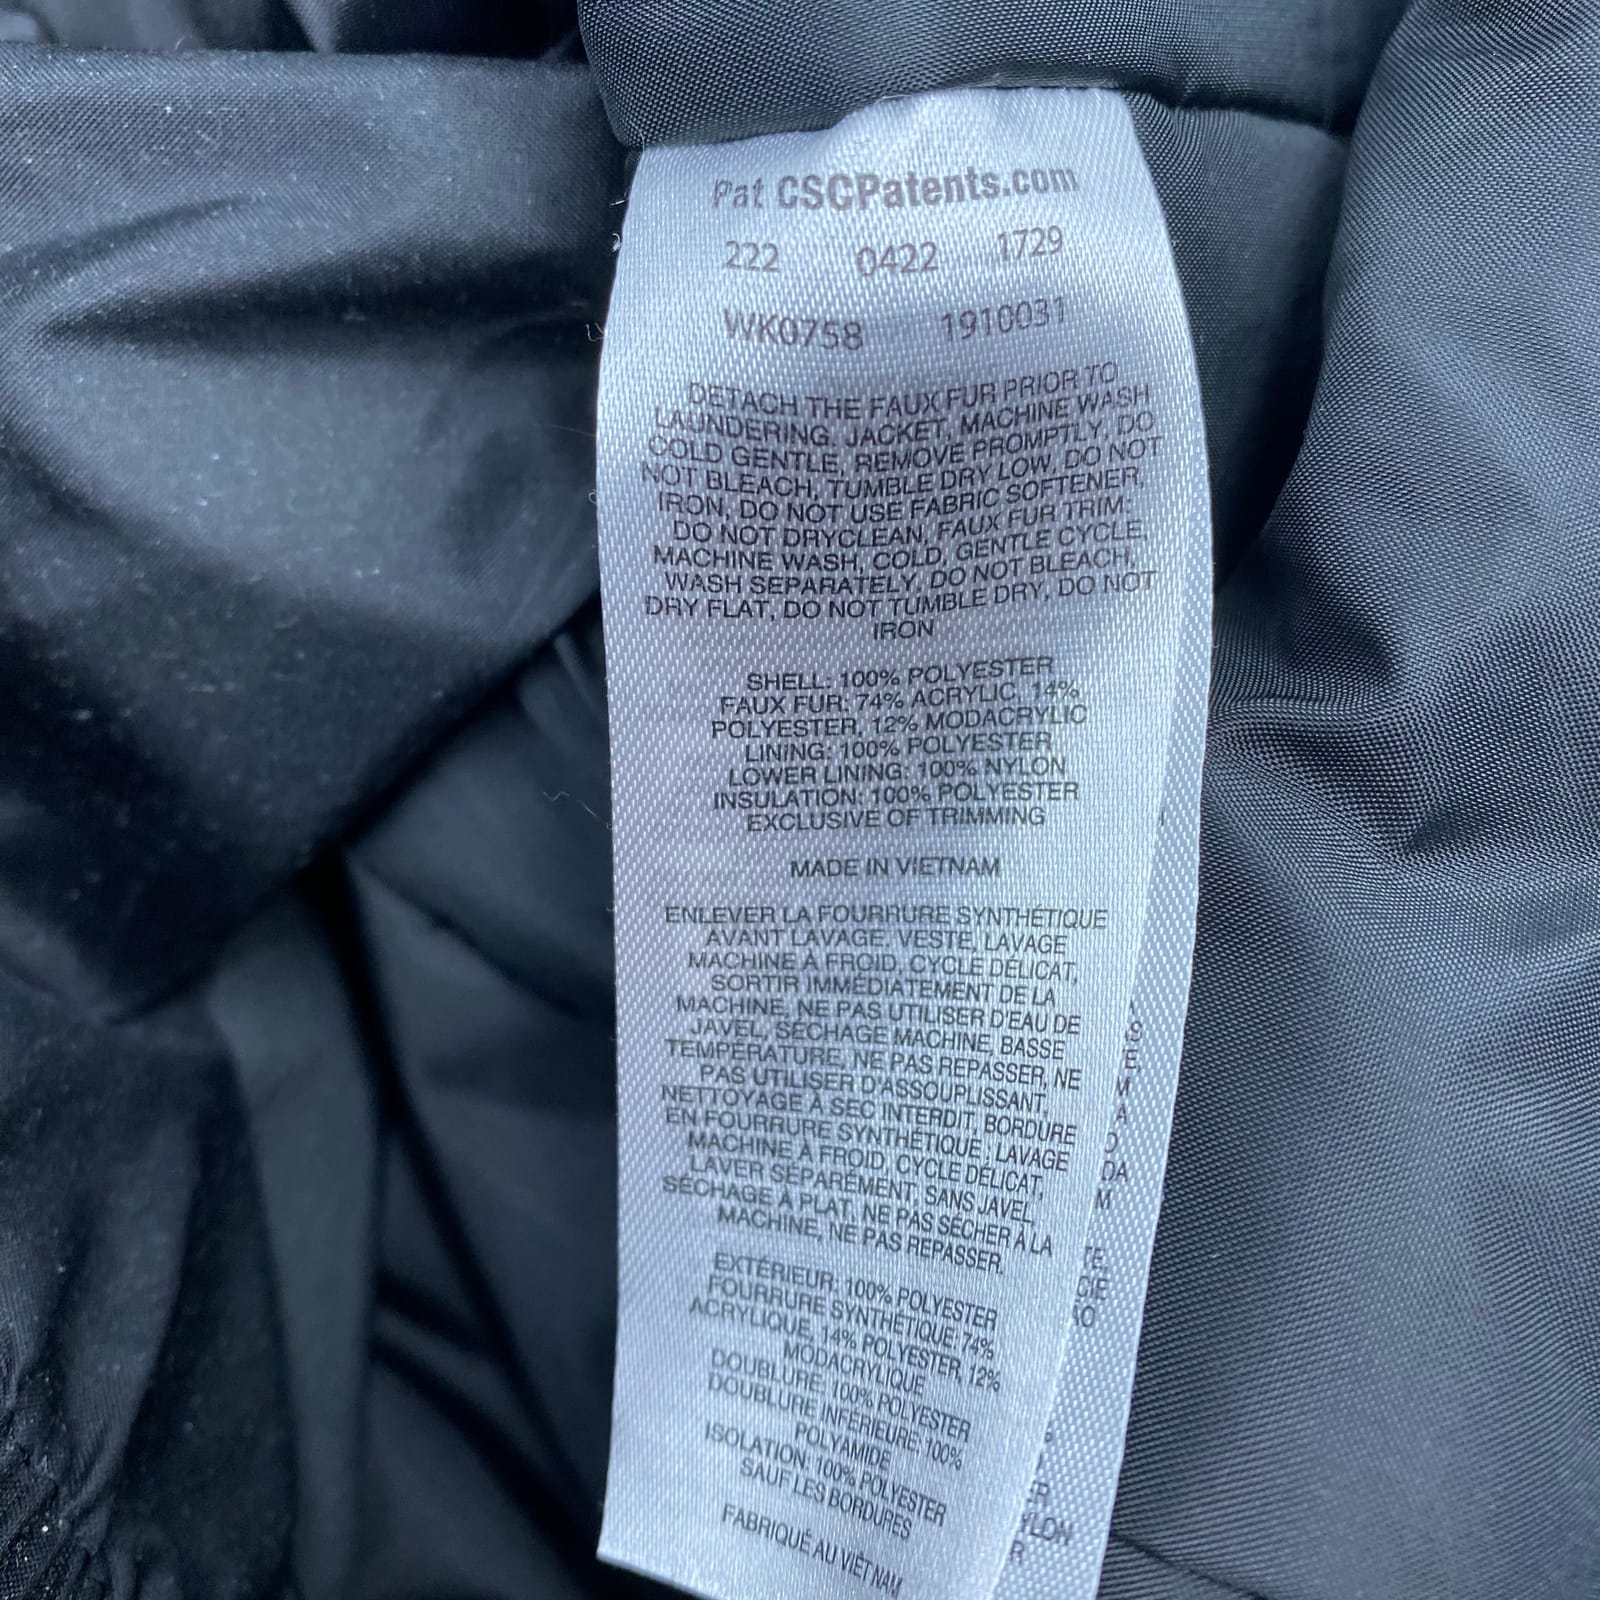 Pat CSCPatents.com
222 0422 1729
WK0758 1910031
DETACH THE FAUX FUR PRIOR TO
LAUNDERING, JACKET, MACHINE WASH
COLD GENTLE, REMOVE PROMPTLY, DO
NOT BLEACH, TUMBLE DRY LOW, DO NOT
IRON, DO NOT USE FABRIC SOFTENER,
DO NOT DRYCLEAN, FAUX FUR TRIM:
MACHINE WASH, COLD, GENTLE CYCLE,
WASH SEPARATELY, DO NOT BLEACH,
DRY FLAT, DO NOT TUMBLE DRY, DO NOT
IRON
SHELL: 100% POLYESTER
FAUX FUR: 74% ACRYLIC, 14%
POLYESTER, 12% MODACRYLIC
LINING: 100% POLYESTER
LOWER LINING: 100% NYLON
INSULATION: 100% POLYESTER
EXCLUSIVE OF TRIMMING
MADE IN VIETNAM
ENLEVER LA FOURRURE SYNTHÉTIQUE
AVANT LAVAGE, VESTE, LAVAGE
MACHINE À FROID, CYCLE DÉLICAT,
SORTIR IMMÉDIATEMENT DE LA
MACHINE, NE PAS UTILISER D'EAU DE
JAVEL, SÉCHAGE MACHINE, BASSE
TEMPÉRATURE, NE PAS REPASSER, NE
PAS UTILISER D'ASSOUPLISSANT,
NETTOYAGE À SEC INTERDIT, BORDURE
EN FOURRURE SYNTHÉTIQUE, LAVAGE
MACHINE À FROID, CYCLE DÉLICAT,
LAVER SÉPARÉMENT, SANS JAVEL,
SÉCHAGE À PLAT, NE PAS SÉCHER À LA
MACHINE, NE PAS REPASSER.
EXTÉRIEUR: 100% POLYESTER
FOURRURE SYNTHÉTIQUE: 74%
ACRYLIQUE, 14% POLYESTER, 12%
MODACRYLIQUE
DOUBLURE: 100% POLYESTER
DOUBLURE INFÉRIEURE: 100%
POLYAMIDE
ISOLATION: 100% POLYESTER
SAUF LES BORDURES
FABRIQUÉ AU VIETNAM